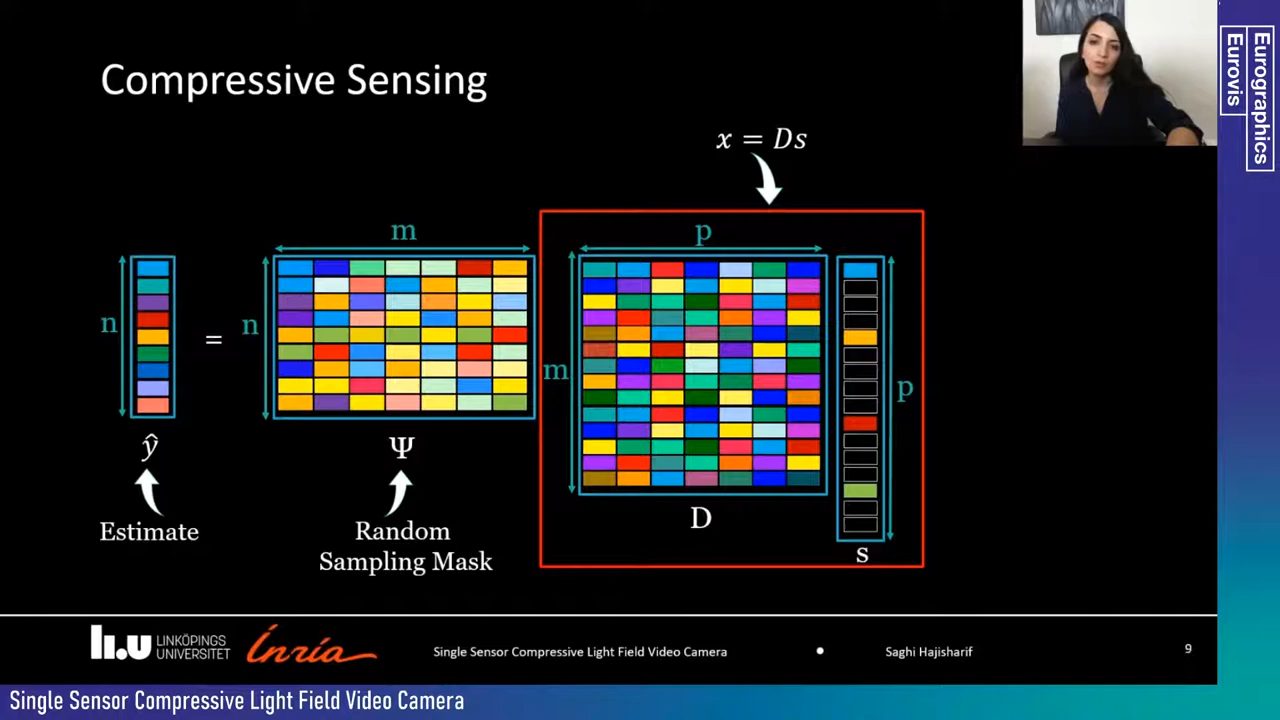 Compressive Sensing
x = Ds
m
p
n
n
m
p
=
ŷ
Ψ
D
s
Estimate
Random
Sampling Mask
li.u LINKÖPINGS
UNIVERSITET
Inria
Single Sensor Compressive Light Field Video Camera
Saghi Hajisharif
9
Single Sensor Compressive Light Field Video Camera
Eurographics
Eurovis